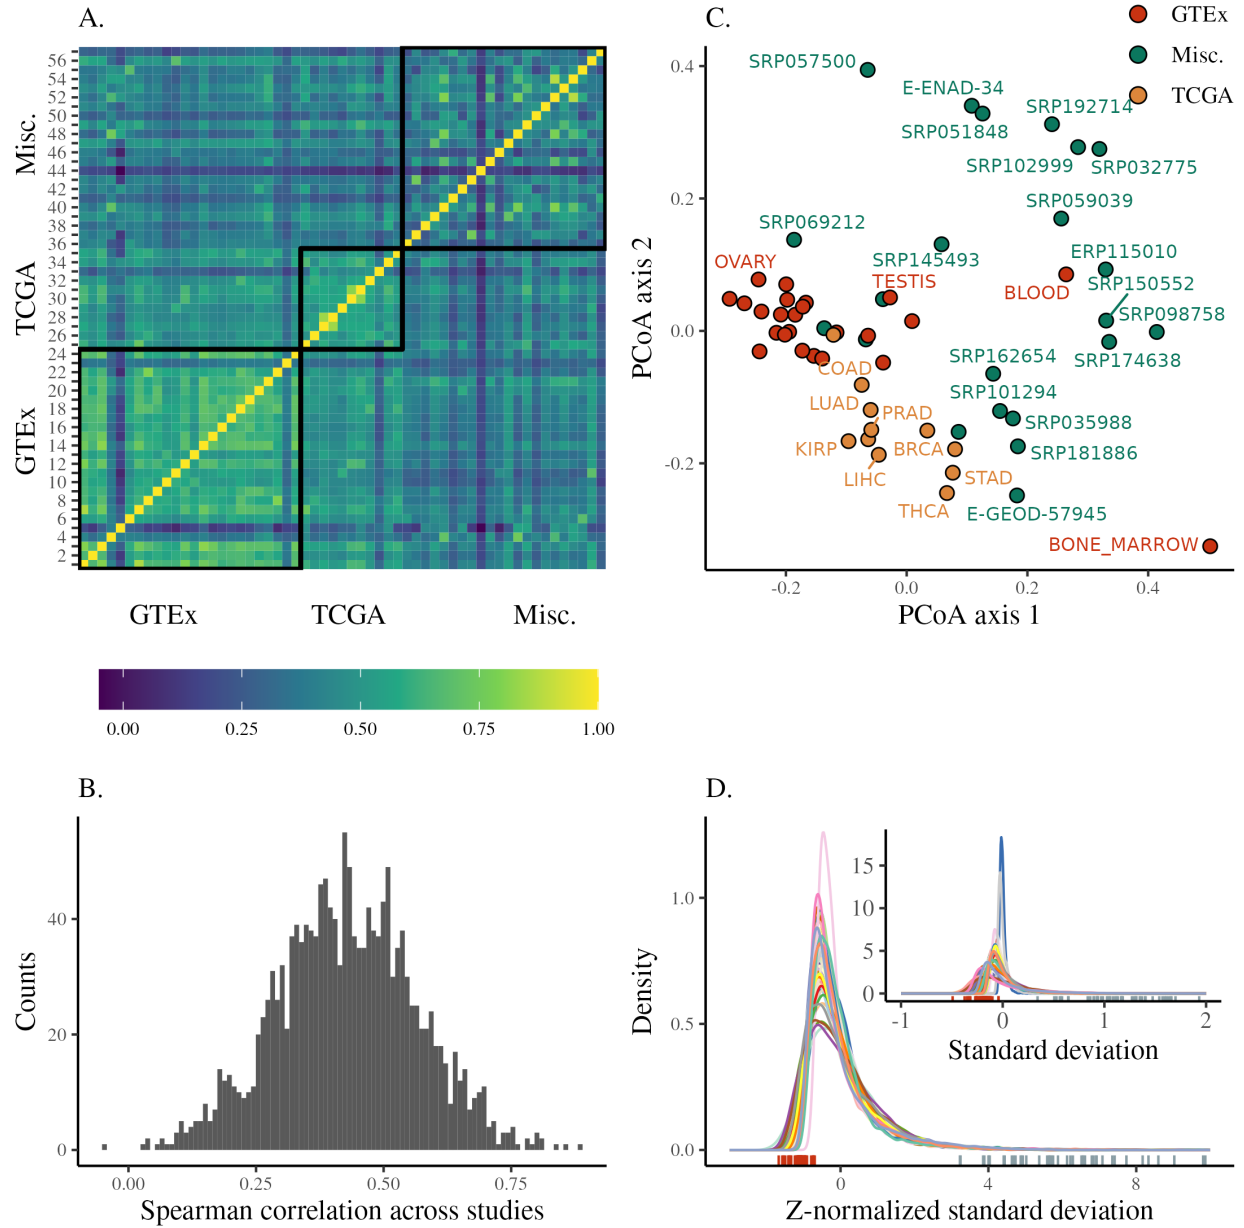 A.
56
54
52
50
48
46
44
42
40
38
36
34
32
30
28
26
24
22
20
18
16
14
12
10
8
6
4
2
Misc.
TCGA
GTEx
GTEx TCGA Misc.
0.00 0.25 0.50 0.75 1.00
B.
40
20
0
Counts
0.00 0.25 0.50 0.75
Spearman correlation across studies
C.
GTEx
Misc.
TCGA
SRP057500
E-ENAD-34
SRP192714
SRP051848
SRP102999
SRP032775
SRP059039
SRP069212
SRP145493
ERP115010
OVARY
TESTIS
BLOOD
SRP150552
SRP098758
SRP162654
SRP174638
COAD
SRP101294
LUAD
PRAD
SRP035988
KIRP
BRCA
SRP181886
LIHC
STAD
THCA
E-GEOD-57945
BONE_MARROW
0.4
0.2
0.0
-0.2
PCoA axis 2
-0.2 0.0 0.2 0.4
PCoA axis 1
D.
15
10
5
0
-1 0 1 2
Standard deviation
1.0
0.5
0.0
Density
0 4 8
Z-normalized standard deviation